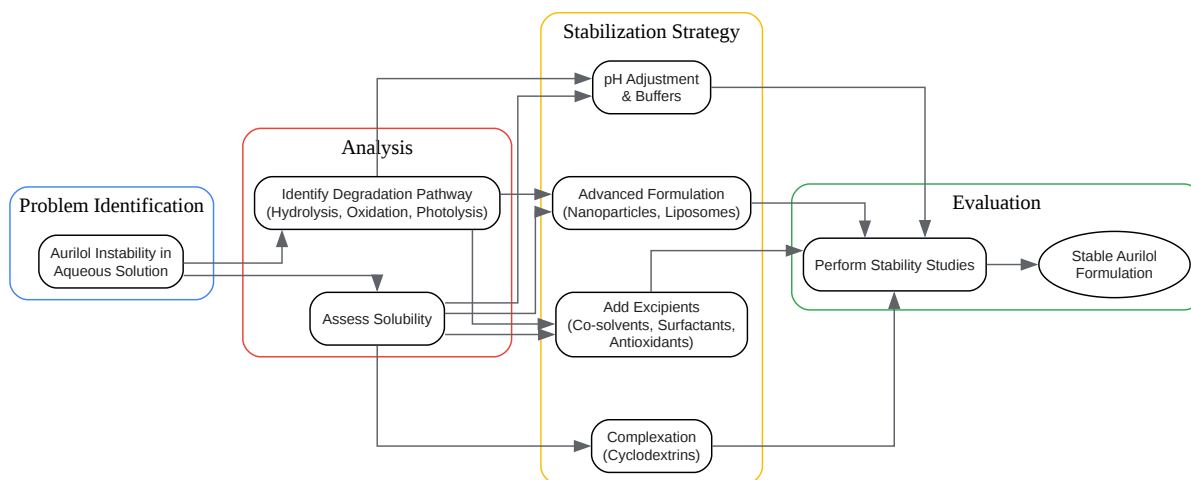 Problem Identification
Aurilol Instability in
Aqueous Solution
Analysis
Identify Degradation Pathway
(Hydrolysis, Oxidation, Photolysis)
Assess Solubility
Stabilization Strategy
pH Adjustment
& Buffers
Advanced Formulation
(Nanoparticles, Liposomes)
Add Excipients
(Co-solvents, Surfactants,
Antioxidants)
Complexation
(Cyclodextrins)
Evaluation
Perform Stability Studies
Stable Aurilol
Formulation